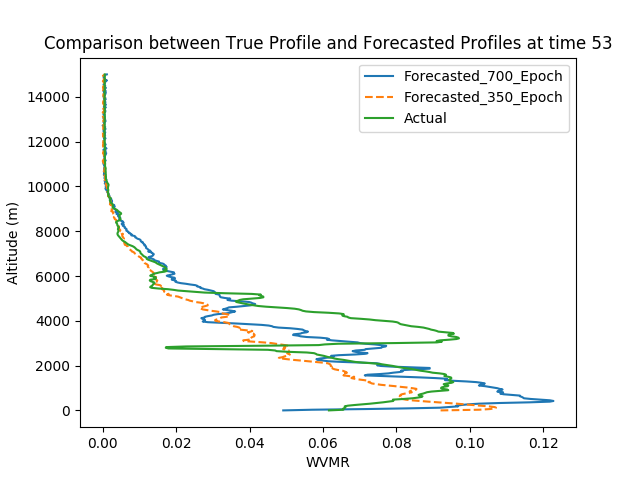 Comparison between True Profile and Forecasted Profiles at time 53
Forecasted_700_Epoch
Forecasted_350_Epoch
Actual
Altitude (m)
14000
12000
10000
8000
6000
4000
2000
0
0.00 0.02 0.04 0.06 0.08 0.10 0.12
WVMR